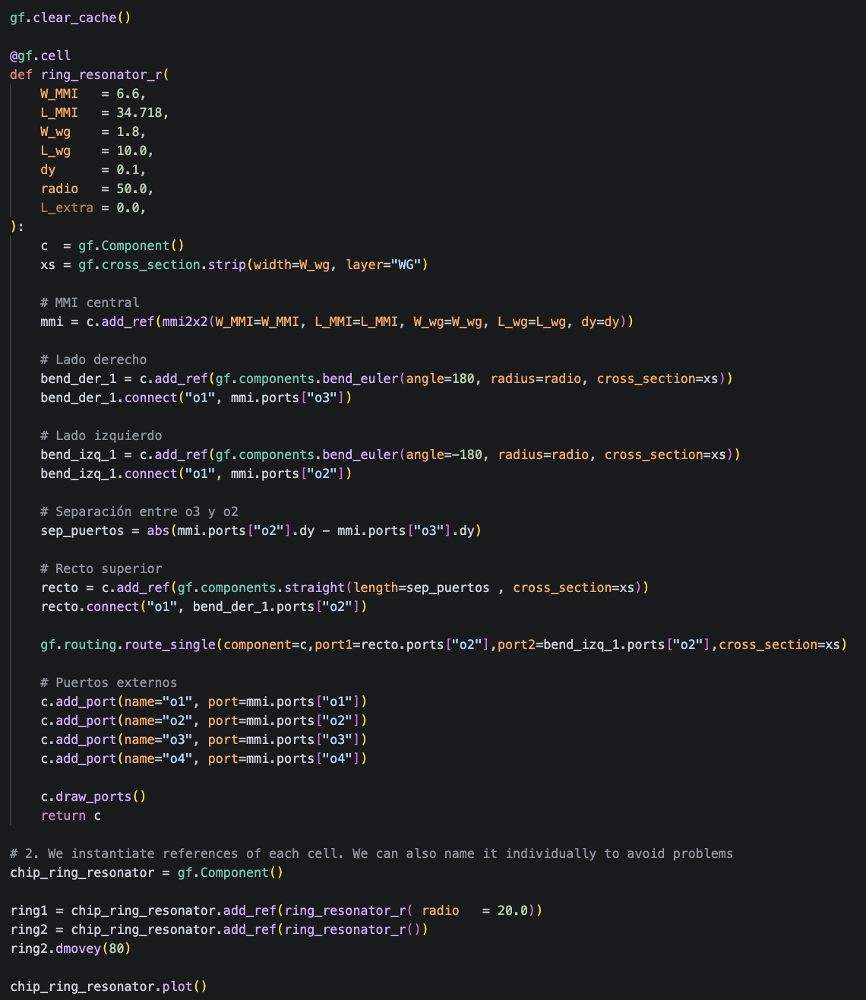 gf.clear_cache()

@gf.cell
def ring_resonator_r(
    W_MMI   = 6.6,
    L_MMI   = 34.718,
    W_wg    = 1.8,
    L_wg    = 10.0,
    dy      = 0.1,
    radio   = 50.0,
    L_extra = 0.0,
):
    c  = gf.Component()
    xs = gf.cross_section.strip(width=W_wg, layer="WG")

    # MMI central
    mmi = c.add_ref(mmi2x2(W_MMI=W_MMI, L_MMI=L_MMI, W_wg=W_wg, L_wg=L_wg, dy=dy))

    # Lado derecho
    bend_der_1 = c.add_ref(gf.components.bend_euler(angle=180, radius=radio, cross_section=xs))
    bend_der_1.connect("o1", mmi.ports["o3"])

    # Lado izquierdo
    bend_izq_1 = c.add_ref(gf.components.bend_euler(angle=-180, radius=radio, cross_section=xs))
    bend_izq_1.connect("o1", mmi.ports["o2"])

    # Separación entre o3 y o2
    sep_puertos = abs(mmi.ports["o2"].dy - mmi.ports["o3"].dy)

    # Recto superior
    recto = c.add_ref(gf.components.straight(length=sep_puertos , cross_section=xs))
    recto.connect("o1", bend_der_1.ports["o2"])

    gf.routing.route_single(component=c,port1=recto.ports["o2"],port2=bend_izq_1.ports["o2"],cross_section=xs)

    # Puertos externos
    c.add_port(name="o1", port=mmi.ports["o1"])
    c.add_port(name="o2", port=mmi.ports["o2"])
    c.add_port(name="o3", port=mmi.ports["o3"])
    c.add_port(name="o4", port=mmi.ports["o4"])

    c.draw_ports()
    return c

# 2. We instantiate references of each cell. We can also name it individually to avoid problems
chip_ring_resonator = gf.Component()

ring1 = chip_ring_resonator.add_ref(ring_resonator_r( radio   = 20.0))
ring2 = chip_ring_resonator.add_ref(ring_resonator_r())
ring2.dmovey(80)

chip_ring_resonator.plot()